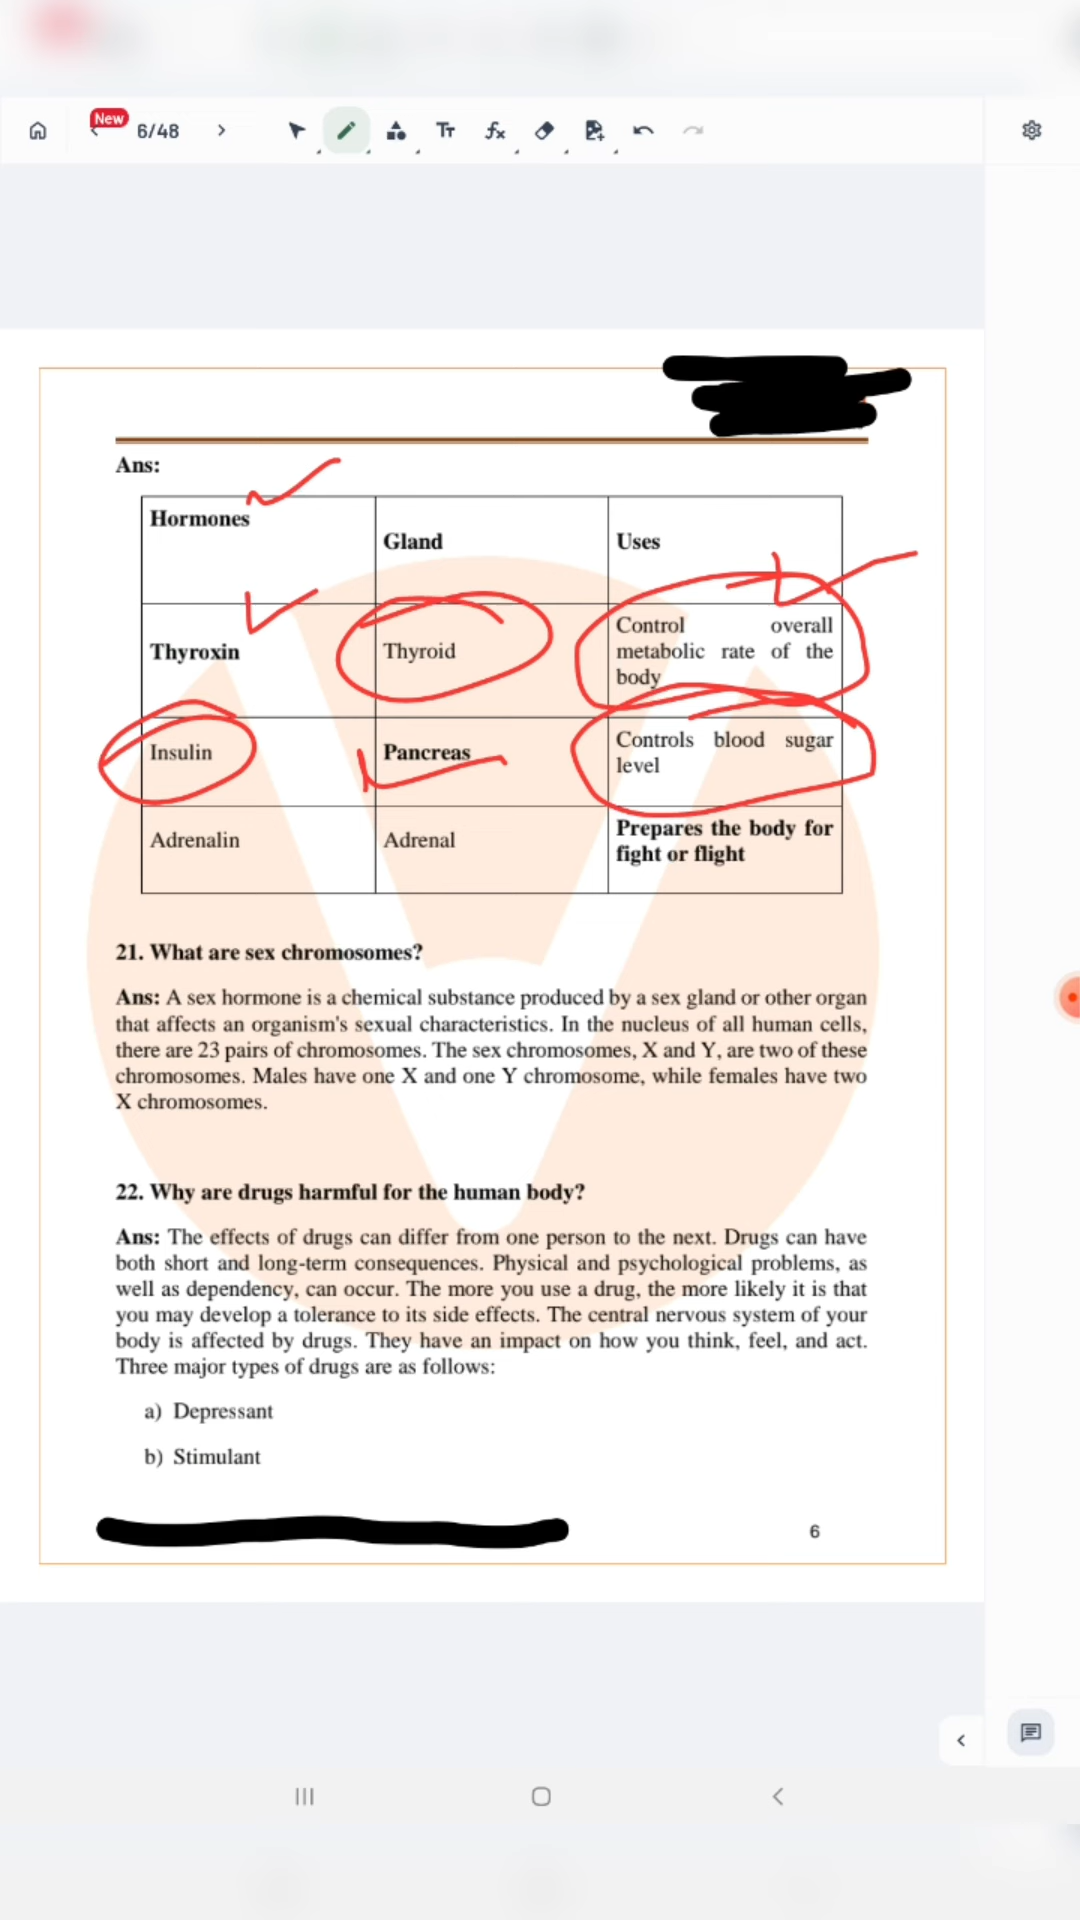 New
6/48
Tт
fx
Ans:
Hormones
Gland
Uses
Thyroxin
Thyroid
Control overall
metabolic rate of the
body
Insulin
Pancreas
Controls blood sugar
level
Adrenalin
Adrenal
Prepares the body for
fight or flight
21. What are sex chromosomes?
Ans: A sex hormone is a chemical substance produced by a sex gland or other organ
that affects an organism's sexual characteristics. In the nucleus of all human cells,
there are 23 pairs of chromosomes. The sex chromosomes, X and Y, are two of these
chromosomes. Males have one X and one Y chromosome, while females have two
X chromosomes.
22. Why are drugs harmful for the human body?
Ans: The effects of drugs can differ from one person to the next. Drugs can have
both short and long-term consequences. Physical and psychological problems, as
well as dependency, can occur. The more you use a drug, the more likely it is that
you may develop a tolerance to its side effects. The central nervous system of your
body is affected by drugs. They have an impact on how you think, feel, and act.
Three major types of drugs are as follows:
a) Depressant
b) Stimulant
6